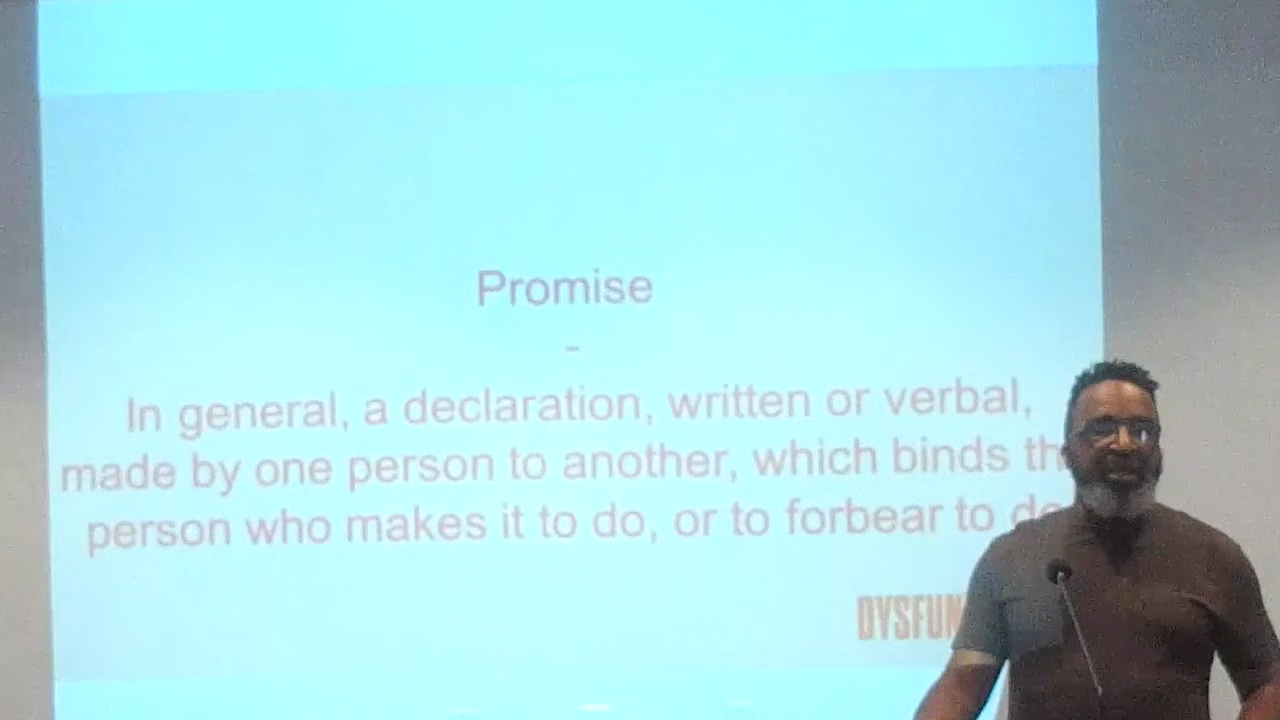 Promise
-
In general, a declaration, written or verbal,
made by one person to another, which binds th
person who makes it to do, or to forbear to do
DYSFUN